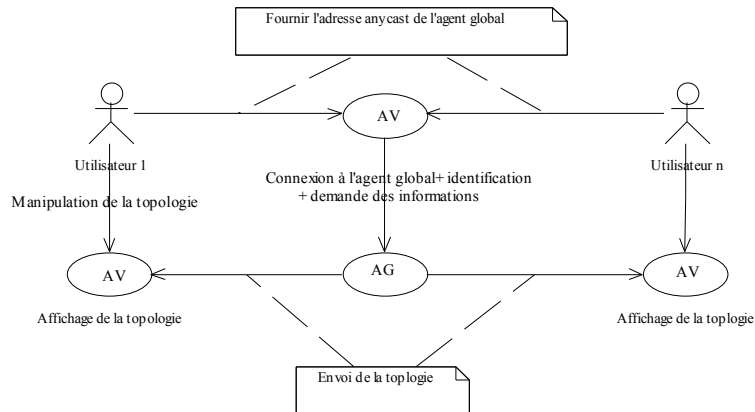 Fournir l'adresse anycast de l'agent global
AV
Utilisateur 1
Utilisateur n
Connexion à l'agent global+ identification
+ demande des informations
Manipulation de la topologie
AV
AG
AV
Affichage de la topologie
Affichage de la toplogie
Envoi de la toplogie